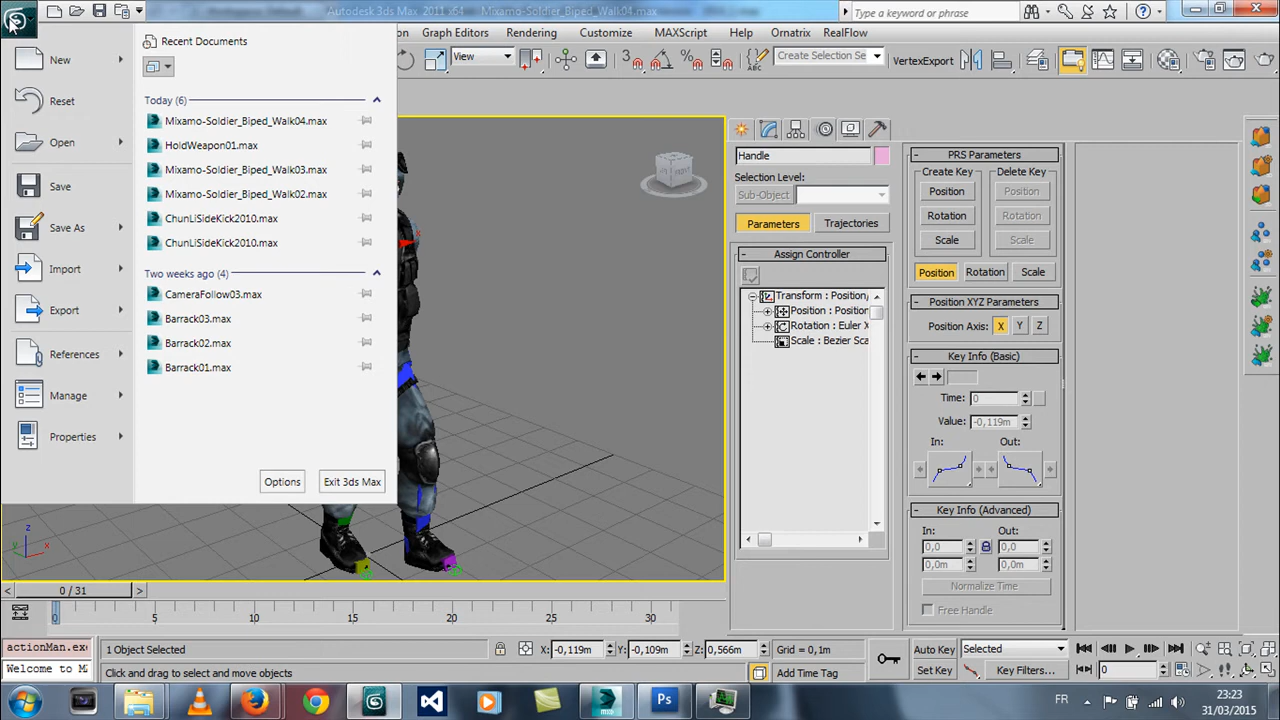 Autodesk 3ds Max 2011 x64 - Mixamo-Soldier_Biped_Walk04.max
Type a keyword or phrase
Graph Editors Rendering Customize MAXScript Help Ornatrix RealFlow
View
Create Selection Se
VertexExport
New
Reset
Open
Save
Save As
Import
Export
References
Manage
Properties
Recent Documents
Today (6)
Mixamo-Soldier_Biped_Walk04.max
HoldWeapon01.max
Mixamo-Soldier_Biped_Walk03.max
Mixamo-Soldier_Biped_Walk02.max
ChunLiSideKick2010.max
ChunLiSideKick2010.max
Two weeks ago (4)
CameraFollow03.max
Barrack03.max
Barrack02.max
Barrack01.max
Options Exit 3ds Max
Handle
Selection Level:
Sub-Object
Parameters Trajectories
- Assign Controller
Transform : Position,
Position : Position
Rotation : Euler X
Scale : Bezier Sca
- PRS Parameters
Create Key Delete Key
Position Position
Rotation Rotation
Scale Scale
Position Rotation Scale
- Position XYZ Parameters
Position Axis: X Y Z
- Key Info (Basic)
Time: 0
Value: -0,119m
In: Out:
- Key Info (Advanced)
In: Out:
0,0 0,0
0,0m 0,0m
Normalize Time
Free Handle
z
y x
x
< 0 / 31 >
0 5 10 15 20 25 30
actionMan.exe
Welcome to M
1 Object Selected
X: -0,119m Y: -0,109m Z: 0,566m Grid = 0,1m
Auto Key Selected
Click and drag to select and move objects
Add Time Tag
Set Key Key Filters...
0
FR
23:23
31/03/2015